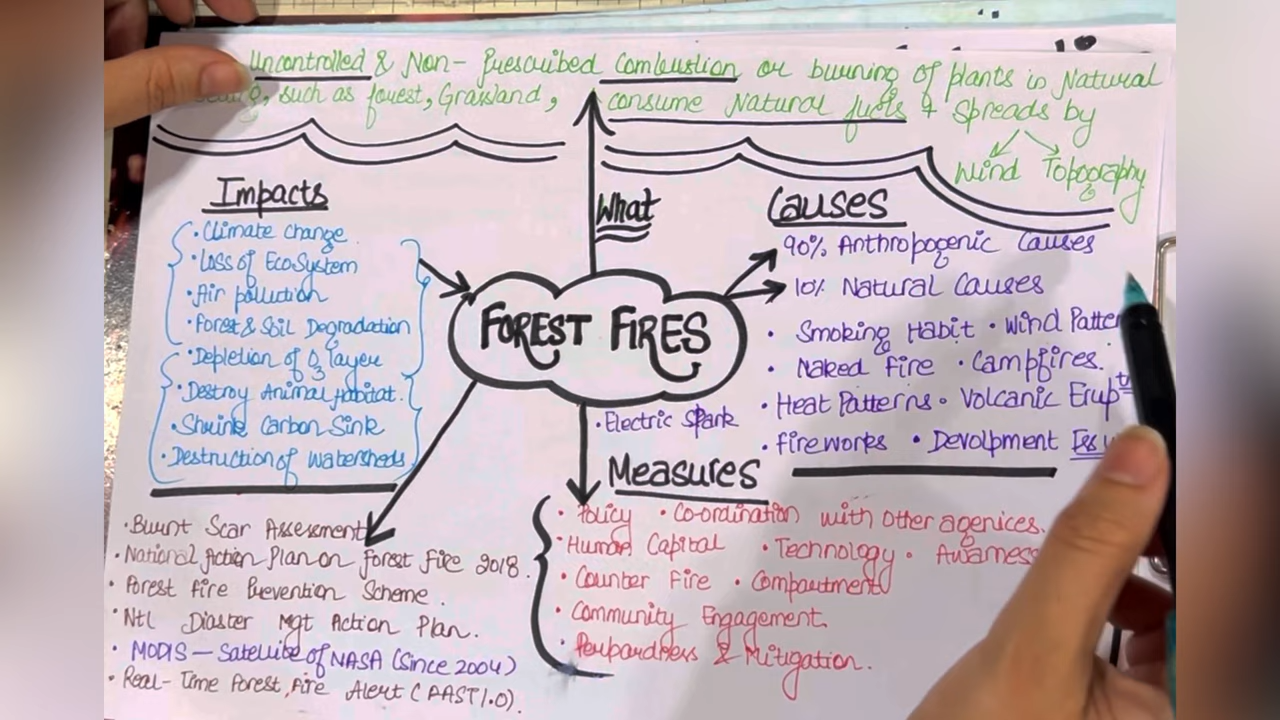 Uncontrolled & Non-Prescribed Combustion or burning of plants in Natural
such as forest, Grassland, consume Natural fuels + Spreads by
Wind Topography
What
Impacts
• Climate change
• Loss of EcoSystem
• Air pollution
• Forest & Soil Degradation
• Depletion of O3 layer
• Destroy Animal Habitat.
• Shrink Carbon Sink
• Destruction of Watersheds
FOREST FIRES
Causes
90% Anthropogenic Causes
10% Natural Causes
• Smoking Habit • Wind Patter
• Naked Fire • Campfires.
• Heat Patterns • Volcanic Erup
• Electric Spark
• fireworks • Devolpment
Measures
• Policy • Co-ordination with other agenices.
• Human Capital • Technology • Awarness
• Counter Fire • Compartment
• Community Engagement.
• Perpardness & Mitigation.
• Burnt Scar Assessment
• National Action Plan on Forest Fire 2018.
• Forest Fire Prevention Scheme.
• Ntl Diaster Mgt Action Plan.
• MODIS – Satellite of NASA (Since 2004)
• Real-Time Forest Fire Alert (FAST 1.0).